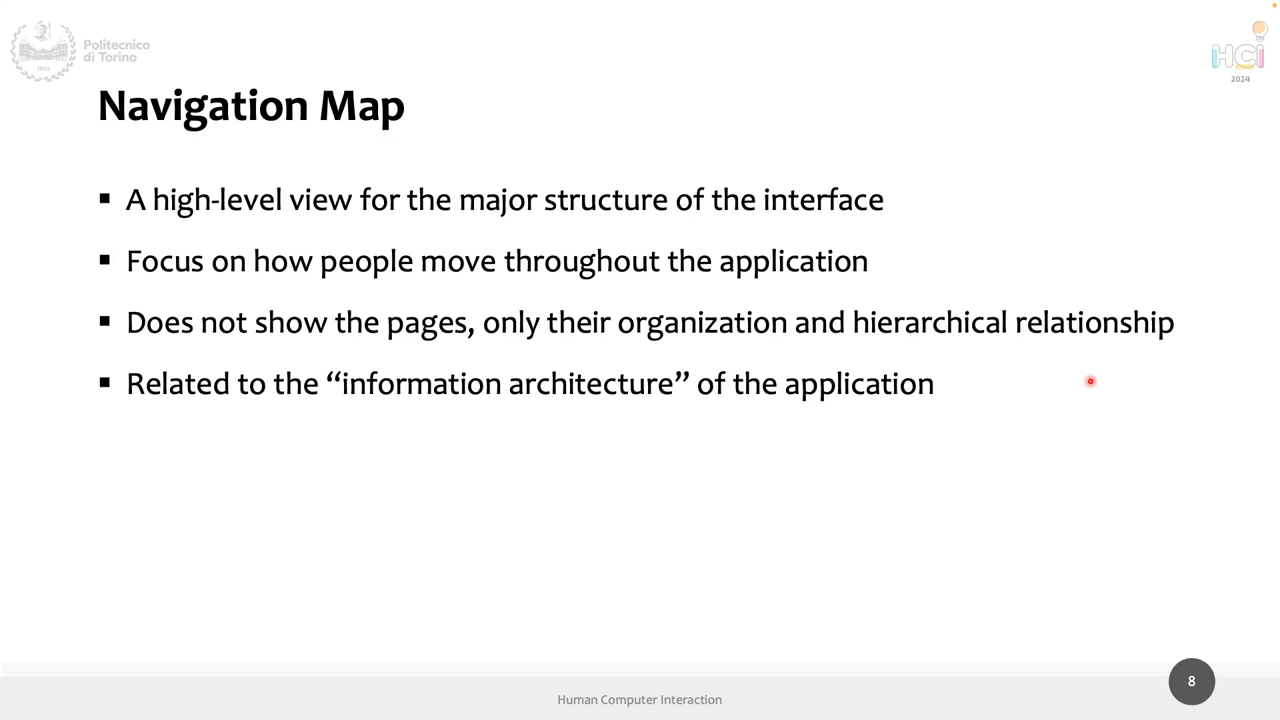 Politecnico
di Torino
1859
HCI
2024
Navigation Map
▪ A high-level view for the major structure of the interface
▪ Focus on how people move throughout the application
▪ Does not show the pages, only their organization and hierarchical relationship
▪ Related to the “information architecture” of the application
Human Computer Interaction
8